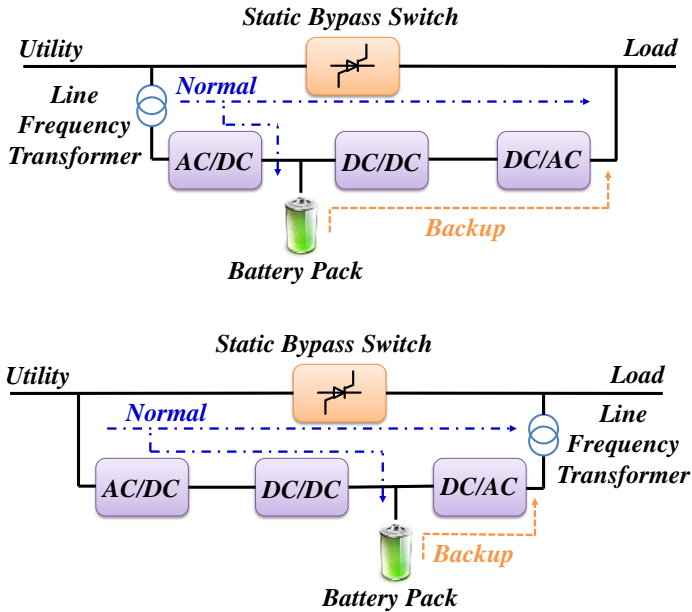 Static Bypass Switch
Utility
Load
Normal
Line
Frequency
Transformer
AC/DC
DC/DC
DC/AC
Backup
Battery Pack
Static Bypass Switch
Utility
Load
Normal
Line
Frequency
Transformer
AC/DC
DC/DC
DC/AC
Backup
Battery Pack